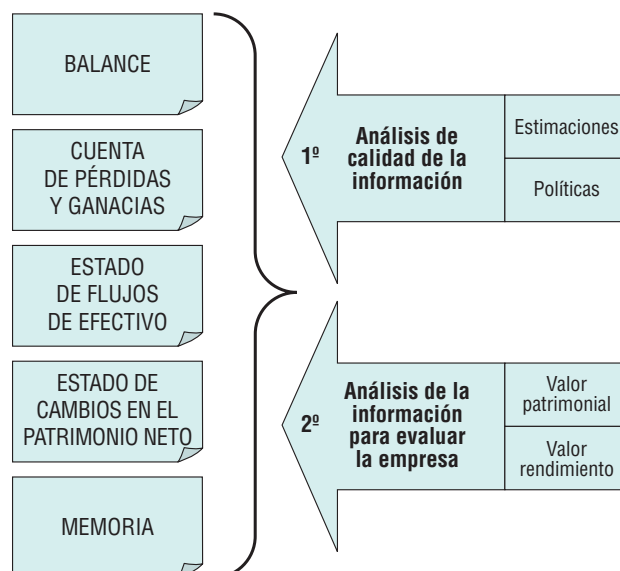 BALANCE
CUENTA
DE PÉRDIDAS
Y GANACIAS
ESTADO
DE FLUJOS
DE EFECTIVO
ESTADO DE
CAMBIOS EN EL
PATRIMONIO NETO
MEMORIA
1º
Análisis de
calidad de la
información
Estimaciones
Políticas
2º
Análisis de la
información
para evaluar
la empresa
Valor
patrimonial
Valor
rendimiento